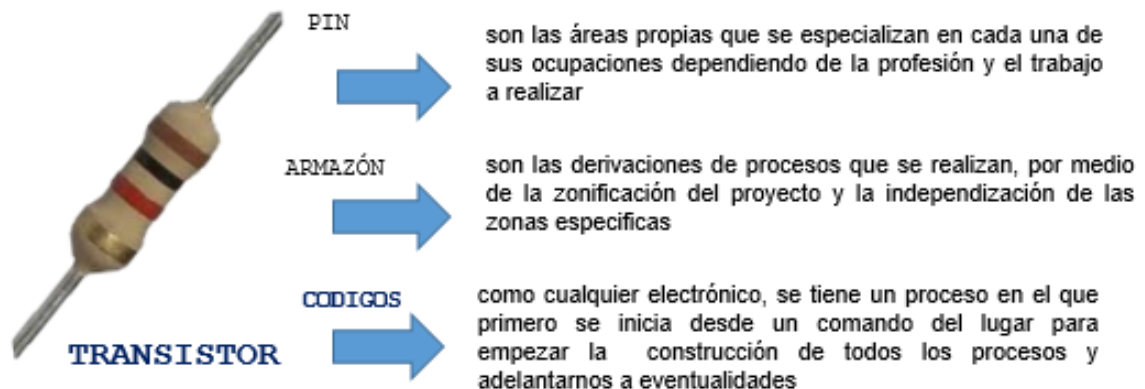 PIN
son las áreas propias que se especializan en cada una de
sus ocupaciones dependiendo de la profesión y el trabajo
a realizar
ARMAZÓN
son las derivaciones de procesos que se realizan, por medio
de la zonificación del proyecto y la independización de las
zonas especificas
CODIGOS
como cualquier electrónico, se tiene un proceso en el que
primero se inicia desde un comando del lugar para
empezar la construcción de todos los procesos y
adelantarnos a eventualidades
TRANSISTOR